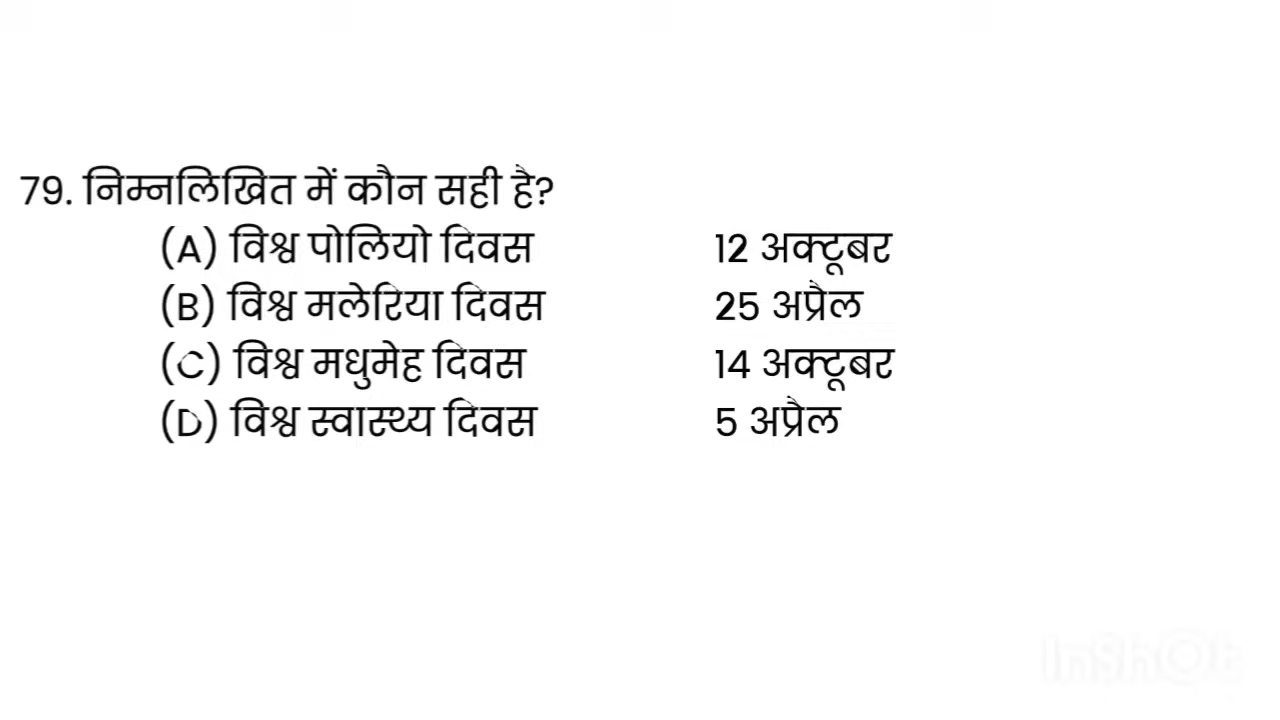 79. निम्नलिखित में कौन सही है?
(A) विश्व पोलियो दिवस 12 अक्टूबर
(B) विश्व मलेरिया दिवस 25 अप्रैल
(C) विश्व मधुमेह दिवस 14 अक्टूबर
(D) विश्व स्वास्थ्य दिवस 5 अप्रैल
InShOt